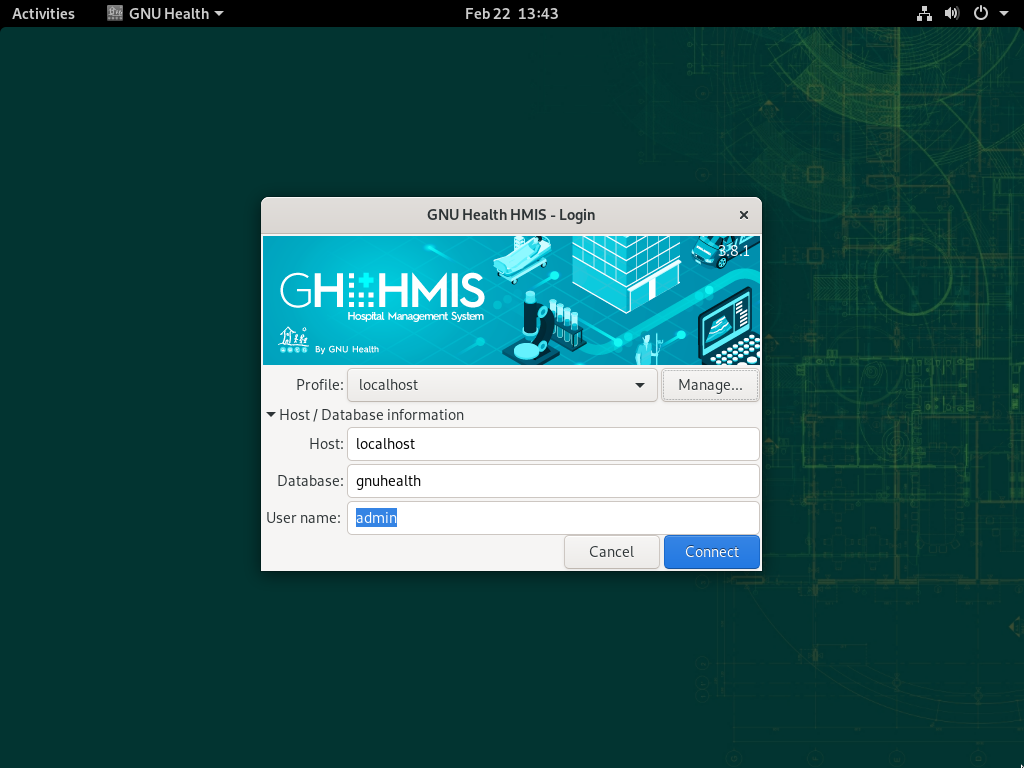 Activities GNU Health Feb 22 13:43
GNU Health HMIS - Login
3.8.1
GH HMIS
Hospital Management System
By GNU Health
Profile: localhost Manage...
Host / Database information
Host: localhost
Database: gnuhealth
User name: admin
Cancel Connect